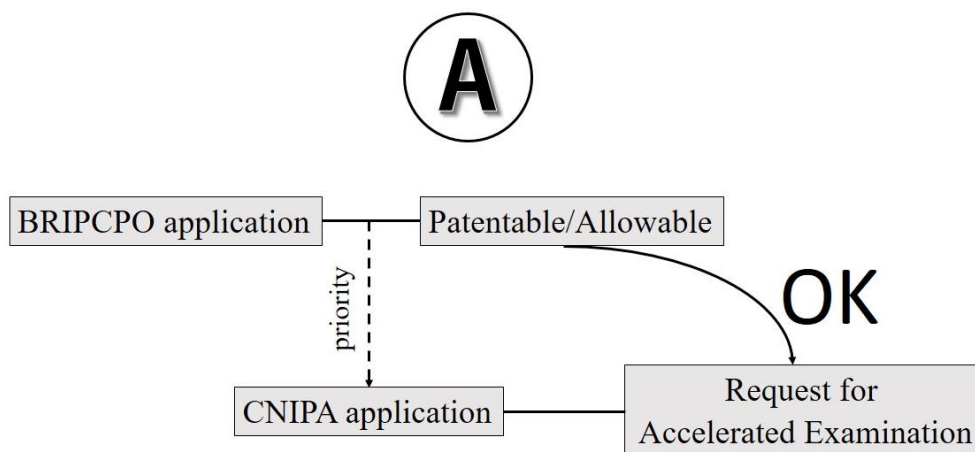 A
BRIPCPO application
Patentable/Allowable
priority
OK
CNIPA application
Request for
Accelerated Examination